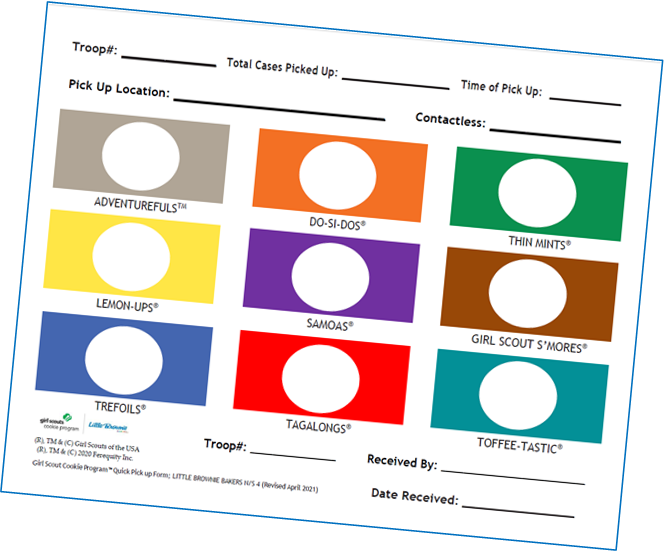 Troop#: Total Cases Picked Up: Time of Pick Up:
Pick Up Location: Contactless:
ADVENTUREFULS™ DO-SI-DOS® THIN MINTS®
LEMON-UPS® SAMOAS® GIRL SCOUT S'MORES®
TREFOILS® TAGALONGS® TOFFEE-TASTIC®
girl scouts
cookie program
Little Brownie
(R), TM & (C) Girl Scouts of the USA
(R), TM & (C) 2020 Ferequity Inc.
Girl Scout Cookie Program™ Quick Pick up Form; LITTLE BROWNIE BAKERS N/S 4 (Revised April 2021)
Troop#: Received By:
Date Received: